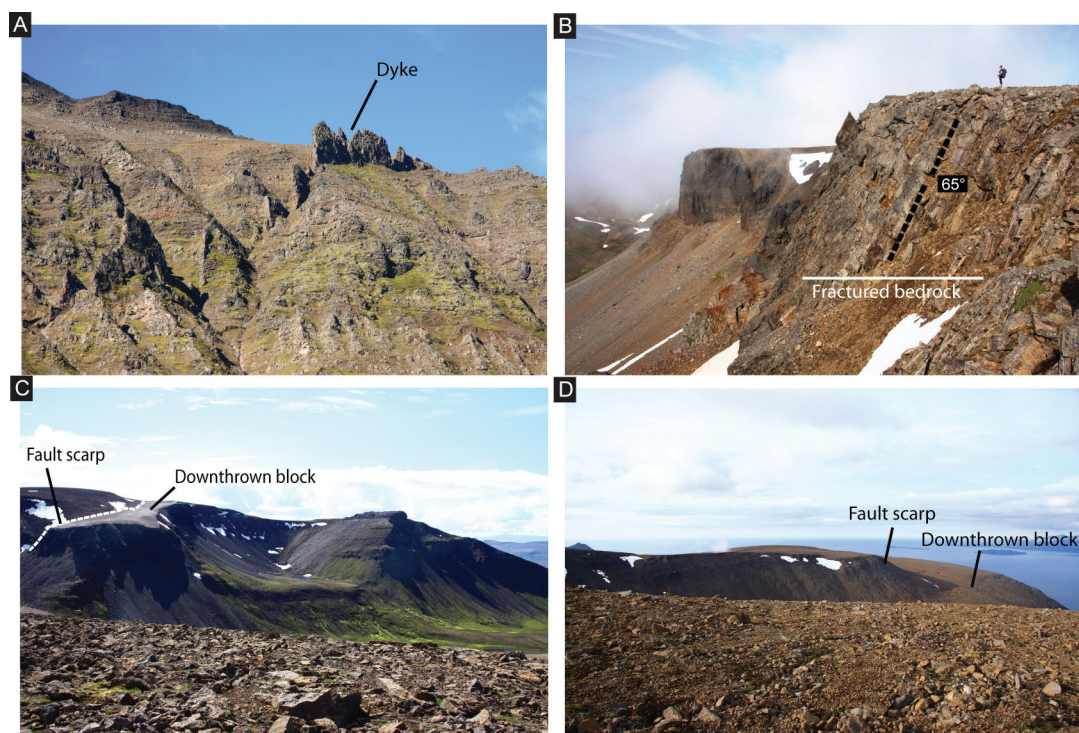 A
Dyke
B
65°
Fractured bedrock
C
Fault scarp
Downthrown block
D
Fault scarp
Downthrown block